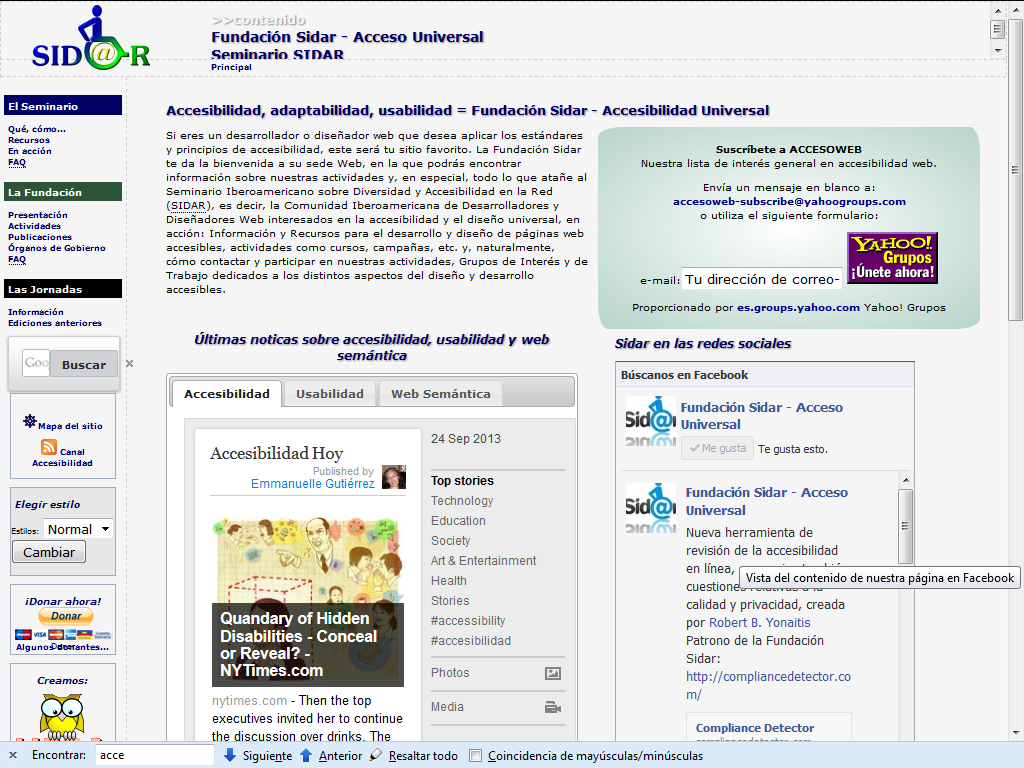 SID@R
>>contenido
Fundación Sidar - Acceso Universal
Seminario SIDAR
Principal
El Seminario
Qué, cómo...
Recursos
En acción
FAQ
La Fundación
Presentación
Actividades
Publicaciones
Órganos de Gobierno
FAQ
Las Jornadas
Información
Ediciones anteriores
Goo
Buscar
Mapa del sitio
Canal
Accesibilidad
Elegir estilo
Estilos: Normal
Cambiar
¡Donar ahora!
Donar
VISA
Algunos donantes...
Creamos:
Accesibilidad, adaptabilidad, usabilidad = Fundación Sidar - Accesibilidad Universal
Si eres un desarrollador o diseñador web que desea aplicar los estándares
y principios de accesibilidad, este será tu sitio favorito. La Fundación Sidar
te da la bienvenida a su sede Web, en la que podrás encontrar
información sobre nuestras actividades y, en especial, todo lo que atañe al
Seminario Iberoamericano sobre Diversidad y Accesibilidad en la Red
(SIDAR), es decir, la Comunidad Iberoamericana de Desarrolladores y
Diseñadores Web interesados en la accesibilidad y el diseño universal, en
acción: Información y Recursos para el desarrollo y diseño de páginas web
accesibles, actividades como cursos, campañas, etc. y, naturalmente,
cómo contactar y participar en nuestras actividades, Grupos de Interés y de
Trabajo dedicados a los distintos aspectos del diseño y desarrollo
accesibles.
Suscríbete a ACCESOWEB
Nuestra lista de interés general en accesibilidad web.
Envía un mensaje en blanco a:
accesoweb-subscribe@yahoogroups.com
o utiliza el siguiente formulario:
e-mail: Tu dirección de correo-
YAHOO!
Grupos
¡Únete ahora!
Proporcionado por es.groups.yahoo.com Yahoo! Grupos
Últimas noticas sobre accesibilidad, usabilidad y web
semántica
Accesibilidad
Usabilidad
Web Semántica
Accesibilidad Hoy
Published by
Emmanuelle Gutiérrez
Quandary of Hidden
Disabilities - Conceal
or Reveal? -
NYTimes.com
nytimes.com - Then the top
executives invited her to continue
the discussion over drinks. The
24 Sep 2013
Top stories
Technology
Education
Society
Art & Entertainment
Health
Stories
#accessibility
#accesibilidad
Photos
Media
Sidar en las redes sociales
Búscanos en Facebook
Sid@r
Fundación Sidar - Acceso
Universal
Me gusta
Te gusta esto.
Sid@r
Fundación Sidar - Acceso
Universal
Nueva herramienta de
revisión de la accesibilidad
en línea,
cuestiones relativas a la
calidad y privacidad, creada
por Robert B. Yonaitis
Patrono de la Fundación
Sidar:
http://compliancedetector.co
m/
Compliance Detector
compliancedetector.com
Vista del contenido de nuestra página en Facebook
Encontrar: acce
Siguiente
Anterior
Resaltar todo
Coincidencia de mayúsculas/minúsculas